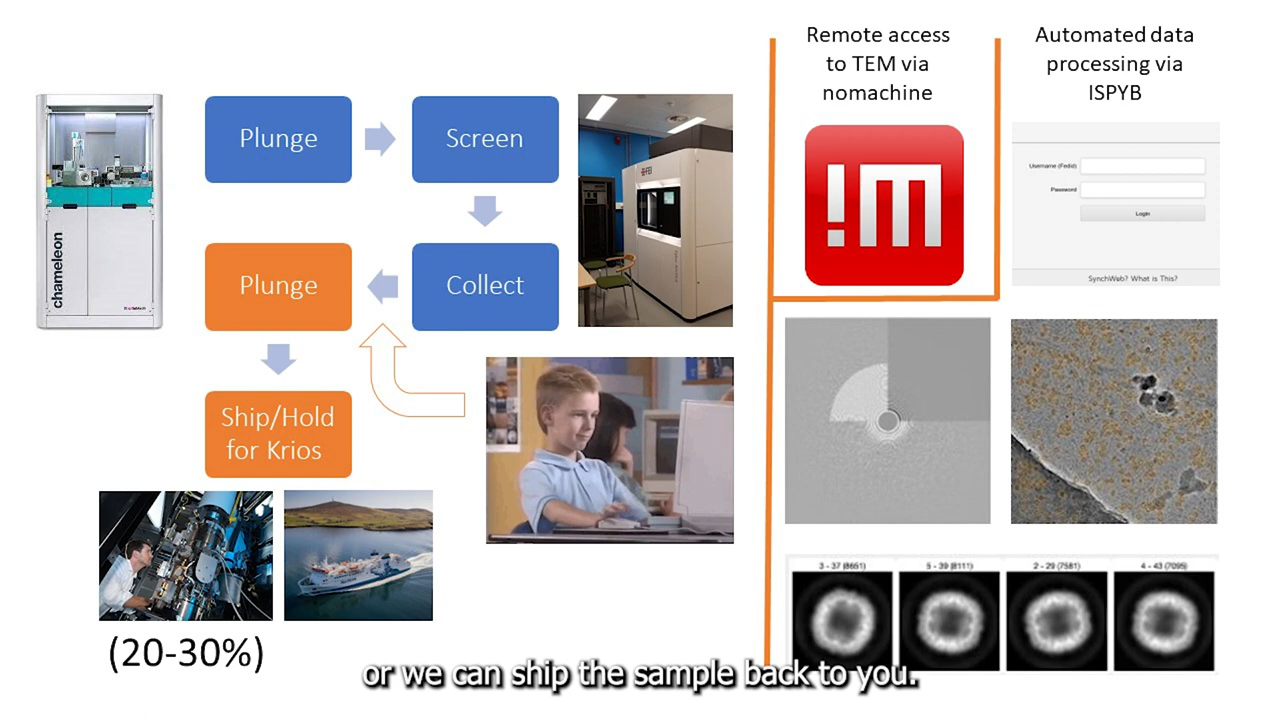 Plunge
Screen
Plunge
Collect
Ship/Hold
for Krios
(20-30%)
chameleon
FEI
Remote access
to TEM via
nomachine
Automated data
processing via
ISPYB
Username (Fedid)
Password
Login
SynchWeb? What is This?
3 - 37 (8651)
5 - 39 (8111)
2 - 29 (7581)
4 - 43 (7095)
or we can ship the sample back to you.